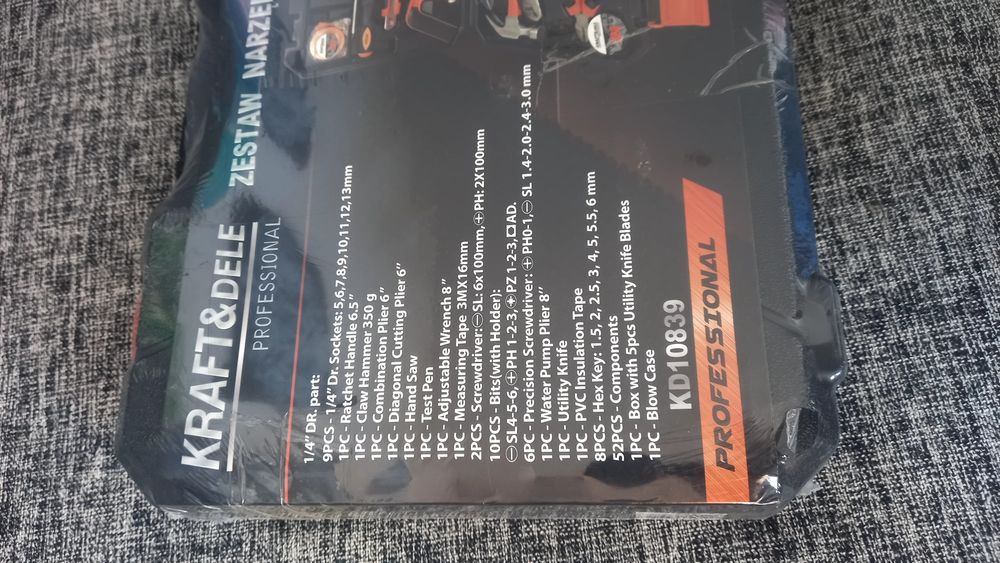 KRAFT&DELE
PROFESSIONAL
ZESTAW NARZĘ
1/4" DR. part:
9PCS - 1/4" Dr. Sockets: 5,6,7,8,9,10,11,12,13mm
1PC - Ratchet Handle 6.5"
1PC - Claw Hammer 350 g
1PC - Combination Plier 6"
1PC - Diagonal Cutting Plier 6"
1PC - Hand Saw
1PC - Test Pen
1PC - Adjustable Wrench 8"
1PC - Measuring Tape 3MX16mm
2PCS - Screwdriver:⊖SL: 6x100mm,⊕PH: 2X100mm
10PCS - Bits(with Holder):
⊖SL4-5-6,⊕PH 1-2-3,⊕PZ 1-2-3,□AD.
6PC - Precision Screwdriver: ⊕ PH0-1,⊖ SL 1.4-2.0-2.4-3.0 mm
1PC - Water Pump Plier 8"
1PC - Utility Knife
1PC - PVC Insulation Tape
8PCS - Hex Key: 1.5, 2, 2.5, 3, 4, 5, 5.5, 6 mm
52PCS - Components
1PC - Box with 5pcs Utility Knife Blades
1PC - Blow Case
KD10839
PROFESSIONAL